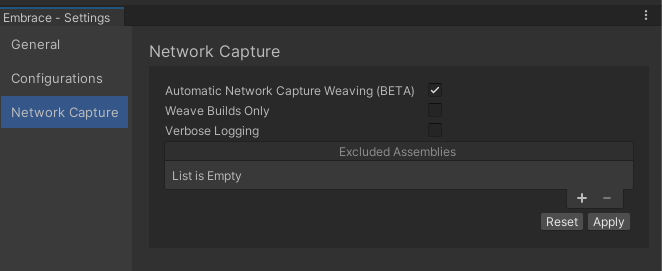 Embrace - Settings
General
Configurations
Network Capture
Network Capture
Automatic Network Capture Weaving (BETA)
Weave Builds Only
Verbose Logging
Excluded Assemblies
List is Empty
+ −
Reset Apply